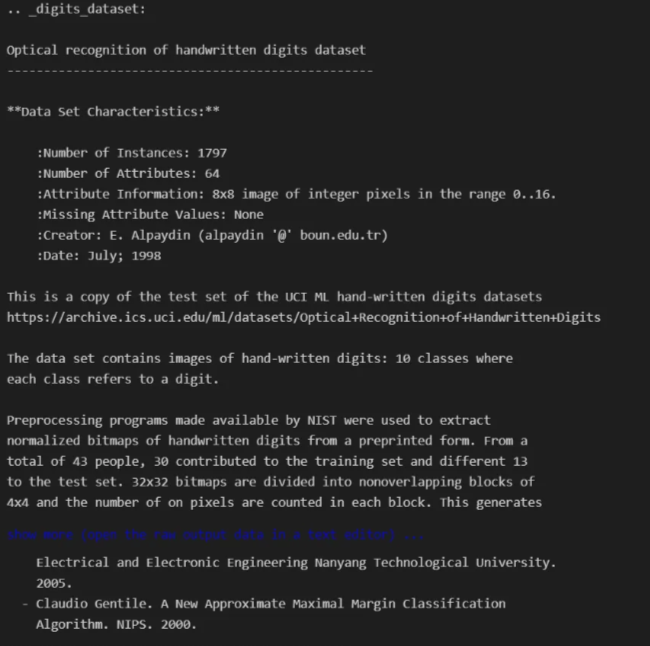 .. _digits_dataset:
Optical recognition of handwritten digits dataset
--------------------------------------------------
**Data Set Characteristics:**
:Number of Instances: 1797
:Number of Attributes: 64
:Attribute Information: 8x8 image of integer pixels in the range 0..16.
:Missing Attribute Values: None
:Creator: E. Alpaydin (alpaydin '@' boun.edu.tr)
:Date: July; 1998
This is a copy of the test set of the UCI ML hand-written digits datasets
https://archive.ics.uci.edu/ml/datasets/Optical+Recognition+of+Handwritten+Digits
The data set contains images of hand-written digits: 10 classes where
each class refers to a digit.
Preprocessing programs made available by NIST were used to extract
normalized bitmaps of handwritten digits from a preprinted form. From a
total of 43 people, 30 contributed to the training set and different 13
to the test set. 32x32 bitmaps are divided into nonoverlapping blocks of
4x4 and the number of on pixels are counted in each block. This generates
show more (open the raw output data in a text editor) ...
Electrical and Electronic Engineering Nanyang Technological University.
2005.
- Claudio Gentile. A New Approximate Maximal Margin Classification
Algorithm. NIPS. 2000.